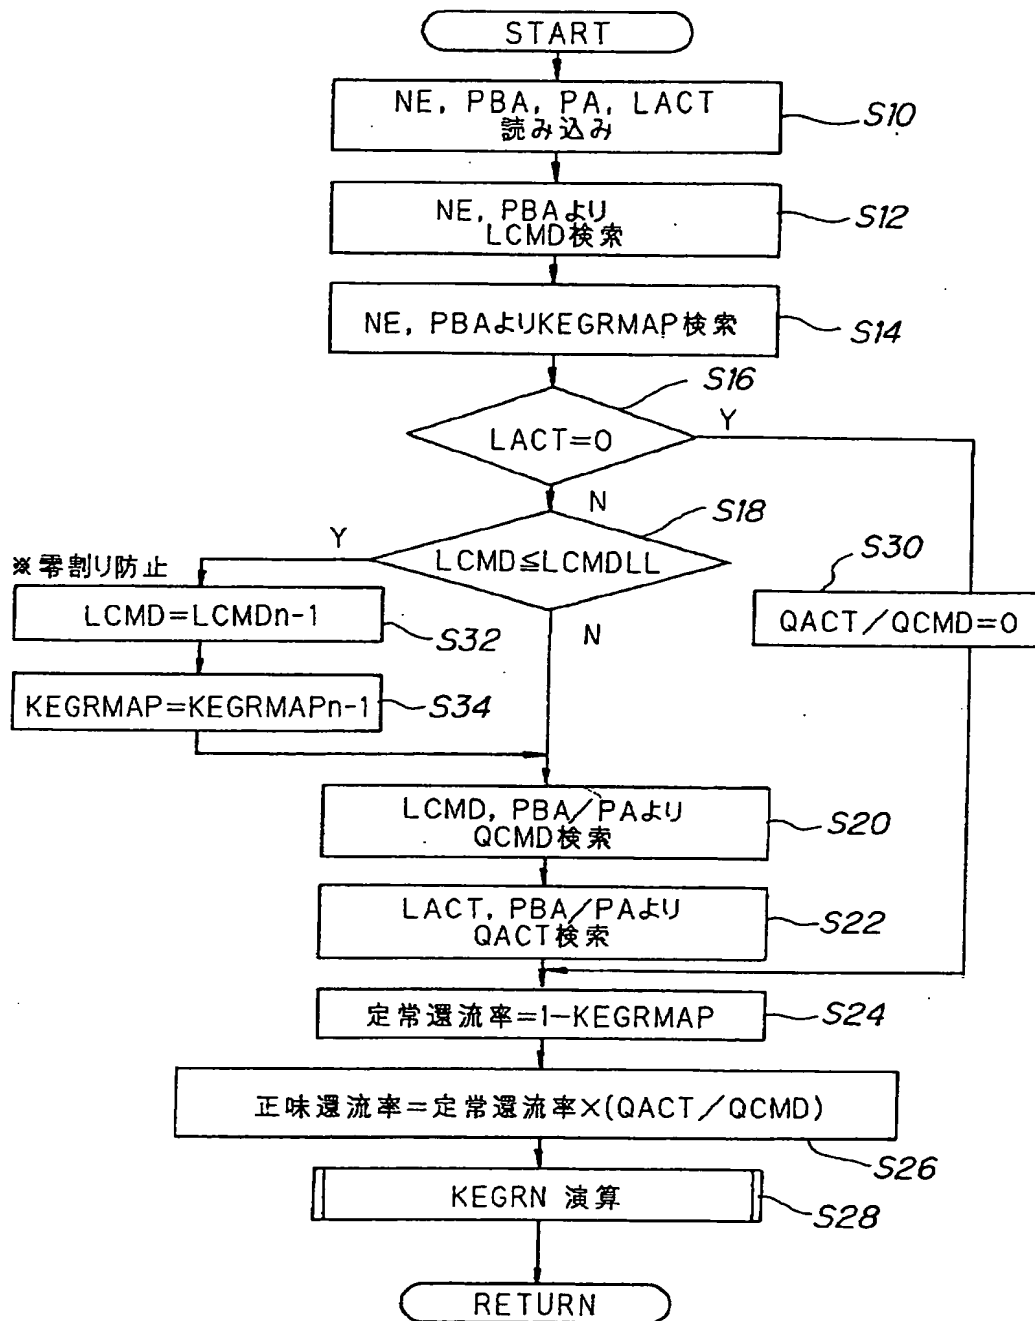 START
NE, PBA, PA, LACT
読み込み
S10
NE, PBAより
LCMD検索
S12
NE, PBAよりKEGRMAP検索
S14
S16
LACT=0
Y
N
S18
Y
LCMD≦LCMDLL
N
※零割り防止
LCMD=LCMDn-1
S32
KEGRMAP=KEGRMAPn-1
S34
S30
QACT/QCMD=0
LCMD, PBA/PAより
QCMD検索
S20
LACT, PBA/PAより
QACT検索
S22
定常還流率=1-KEGRMAP
S24
正味還流率=定常還流率×(QACT/QCMD)
S26
KEGRN 演算
S28
RETURN